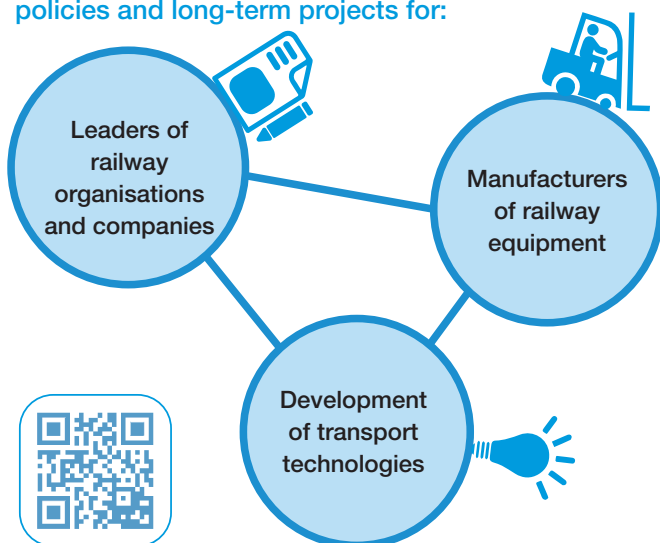 policies and long-term projects for:
Leaders of
railway
organisations
and companies
Manufacturers
of railway
equipment
Development
of transport
technologies